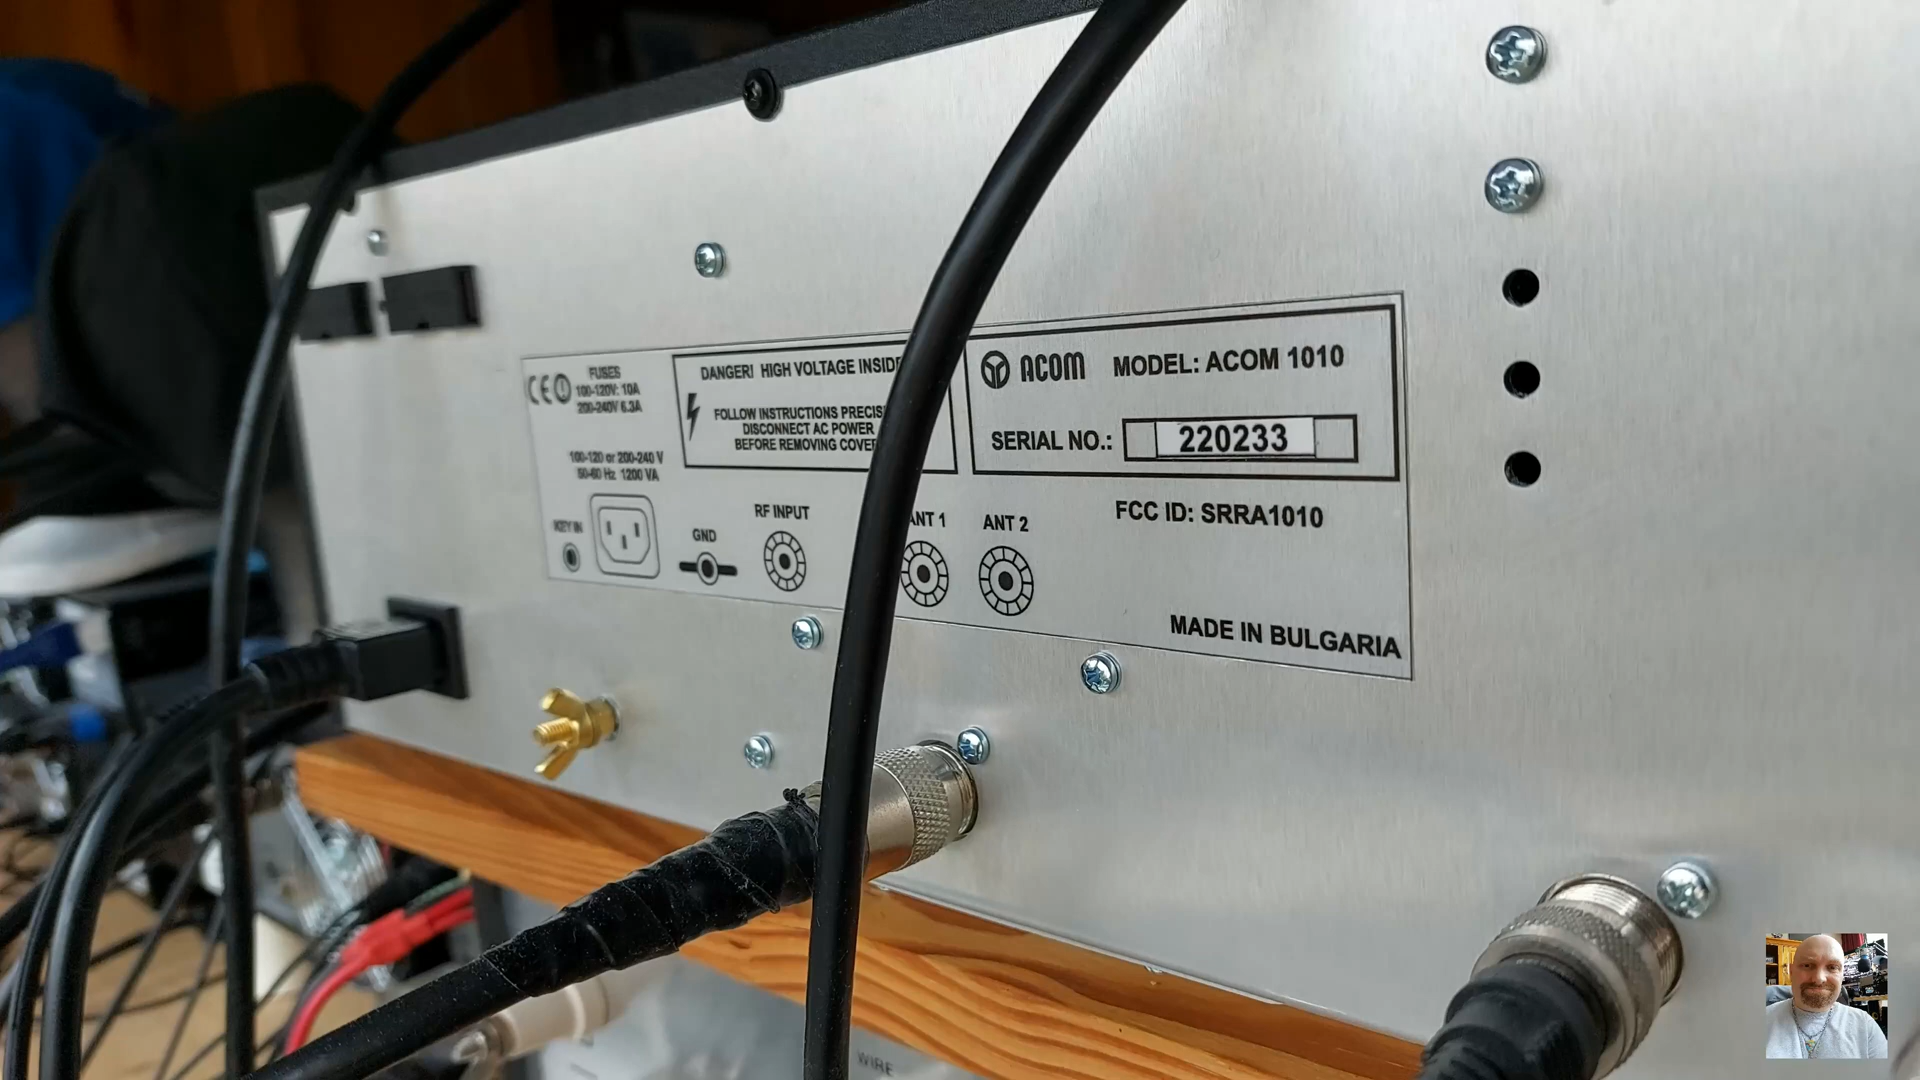 FUSES
100-120V: 10A
200-240V 6.3A
100-120 or 200-240 V
50-60 Hz 1200 VA
KEY IN
GND
RF INPUT
DANGER! HIGH VOLTAGE INSIDE
FOLLOW INSTRUCTIONS PRECIS
DISCONNECT AC POWER
BEFORE REMOVING COVER
ANT 1
ANT 2
ACOM MODEL: ACOM 1010
SERIAL NO.: 220233
FCC ID: SRRA1010
MADE IN BULGARIA
WIRE